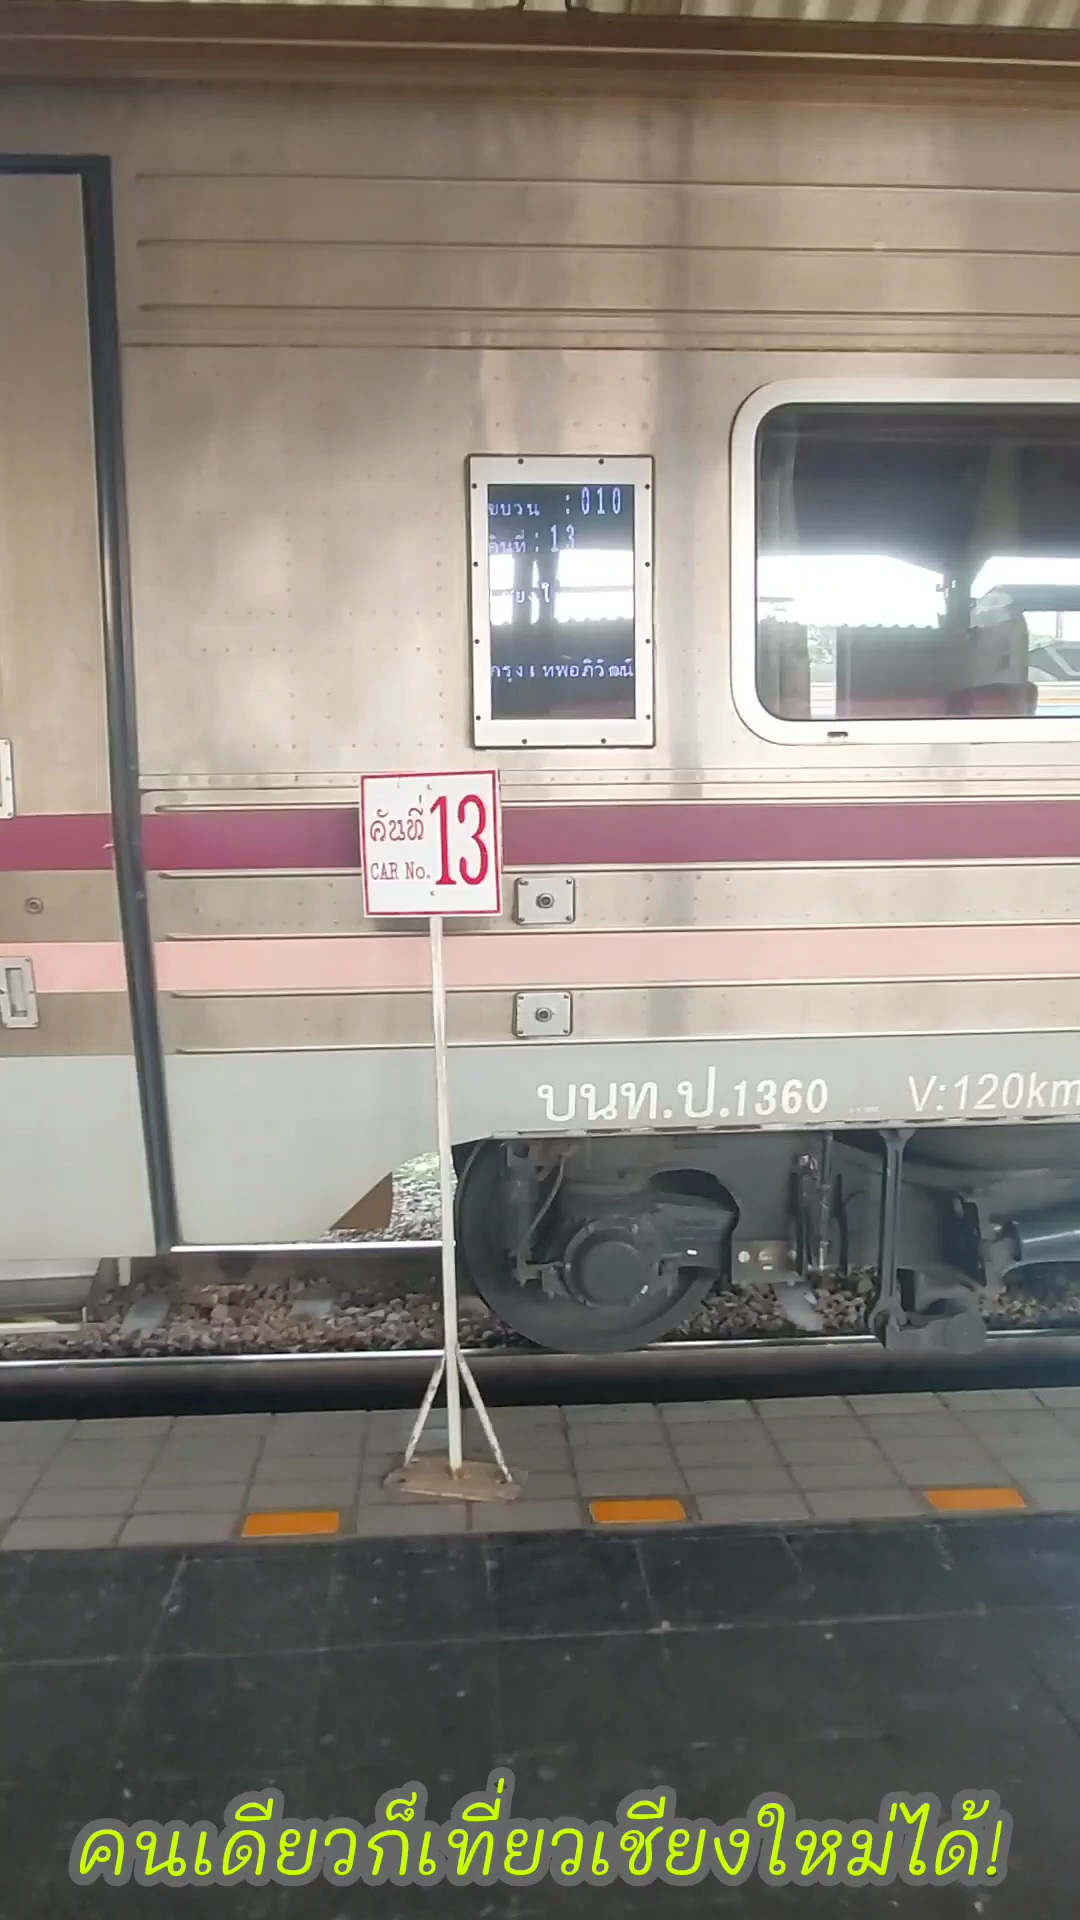 ขบวน :010
คันที่ :13
กรุงเทพอภิวัฒน์
คันที่ 13
CAR No.
บนท.ป.1360
V:120km
คนเดียวก็เที่ยวเชียงใหม่ได้!